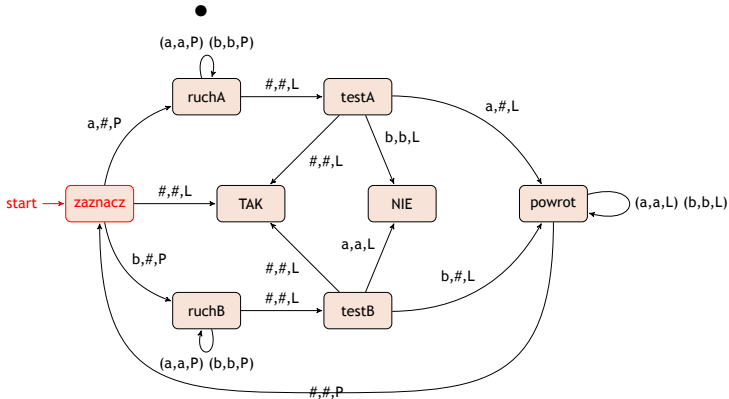 (a,a,P) (b,b,P)
ruchA
#,#,L
testA
a,#,L
a,#,P
b,b,L
#,#,L
start
zaznacz
#,#,L
TAK
NIE
powrot
(a,a,L) (b,b,L)
b,#,P
a,a,L
#,#,L
b,#,L
ruchB
#,#,L
testB
(a,a,P) (b,b,P)
#,#,P